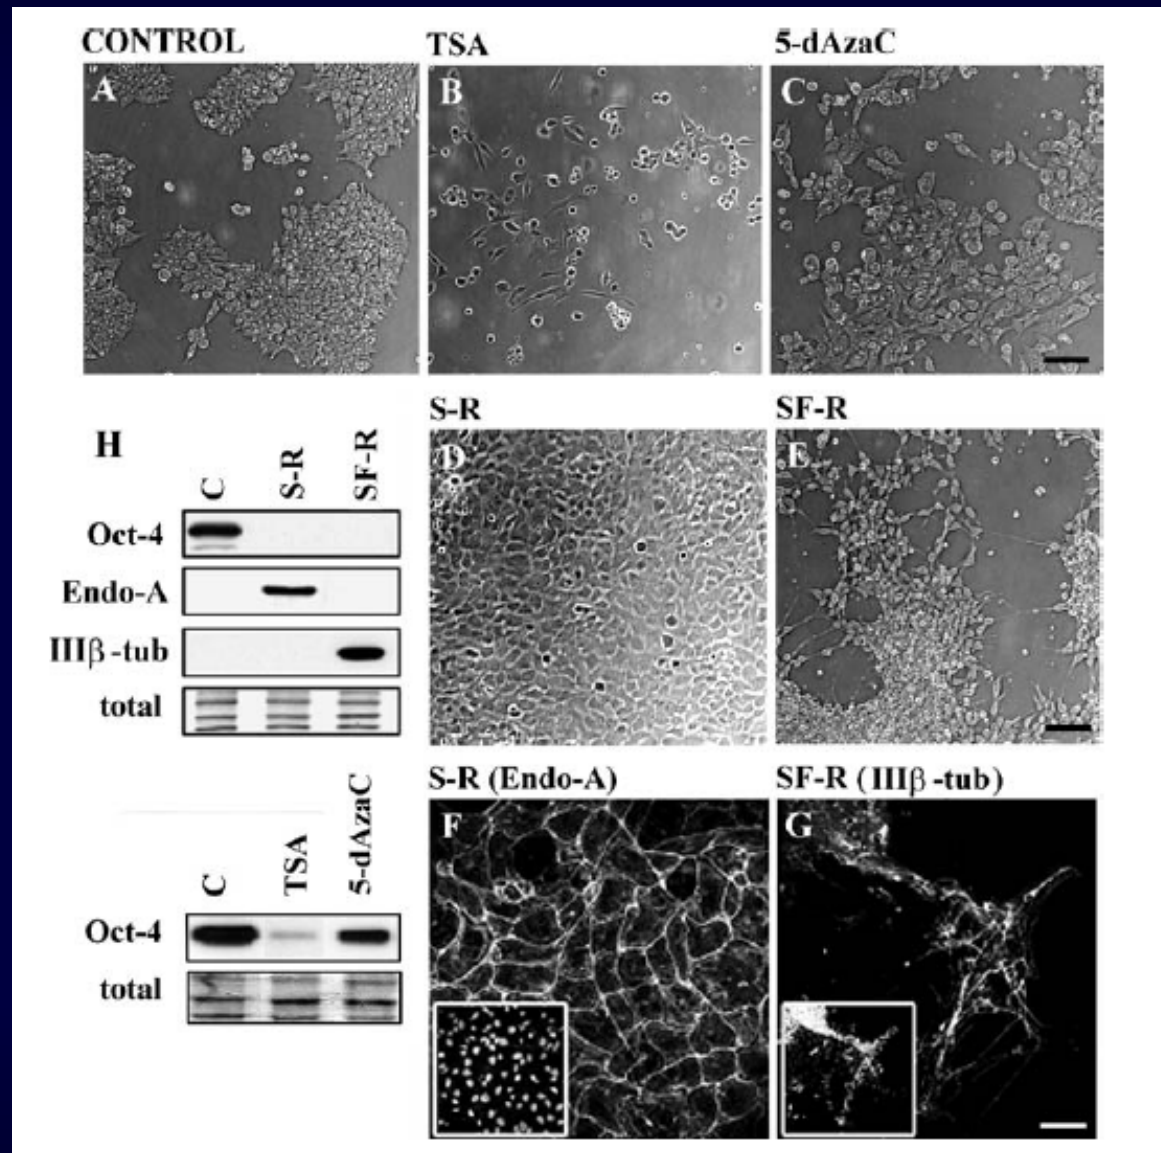 CONTROL
TSA
5-dAzaC
A
B
C
S-R
SF-R
D
E
H
C
S-R
SF-R
Oct-4
Endo-A
IIIβ-tub
total
S-R (Endo-A)
SF-R (IIIβ-tub)
F
G
C
TSA
5-dAzaC
Oct-4
total